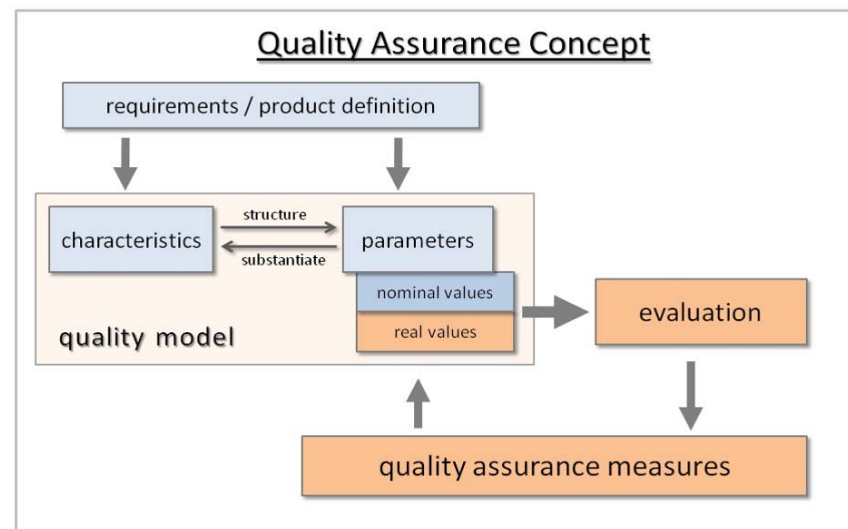 Quality Assurance Concept
requirements / product definition
structure
characteristics
parameters
substantiate
nominal values
real values
quality model
evaluation
quality assurance measures